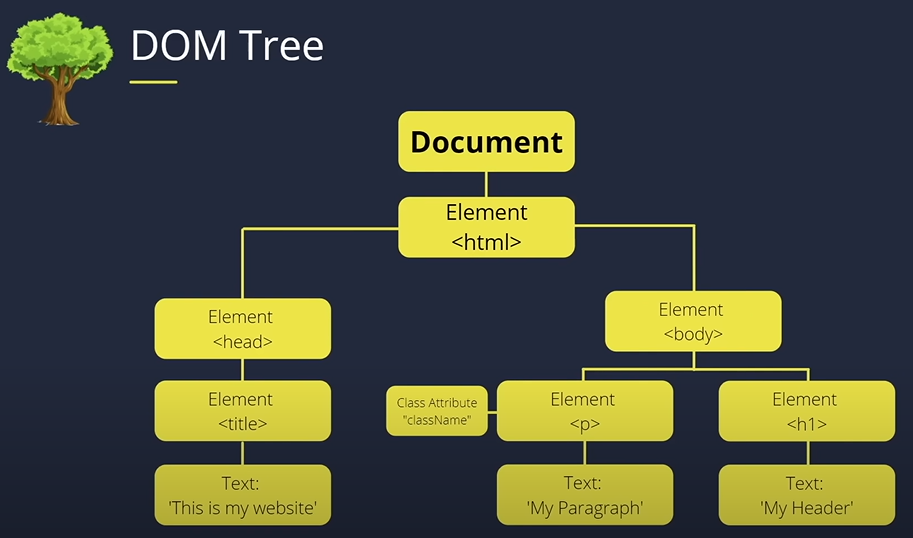 DOM Tree
Document
Element
<html>
Element
<head>
Element
<body>
Element
<title>
Class Attribute
"className"
Element
<p>
Element
<h1>
Text:
'This is my website'
Text:
'My Paragraph'
Text:
'My Header'